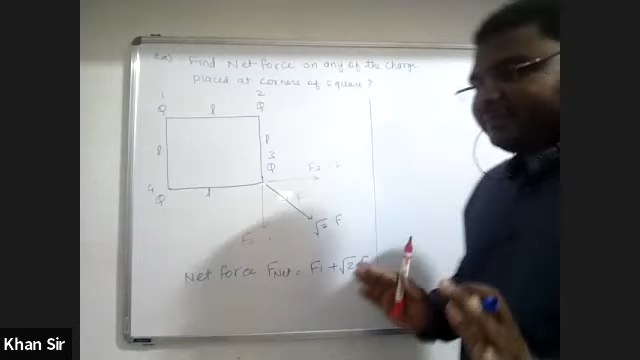 Find Net force on any of the charge
placed at corners of square ?
1 2
Q l Q
l l
3
Q
4
Q l
F2
√2 F
Net force FNet = F1 + √2 F
Khan Sir